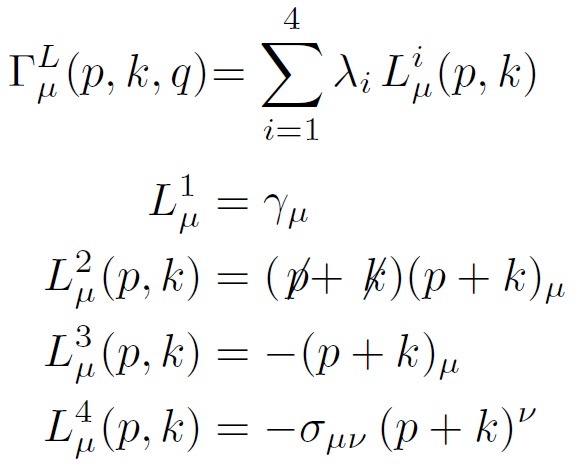 Γ^L_μ(p, k, q) = ∑_{i=1}^{4} λ_i L^i_μ(p, k)
L^1_μ = γ_μ
L^2_μ(p, k) = (p̸ + k̸)(p + k)_μ
L^3_μ(p, k) = −(p + k)_μ
L^4_μ(p, k) = −σ_{μν} (p + k)^ν